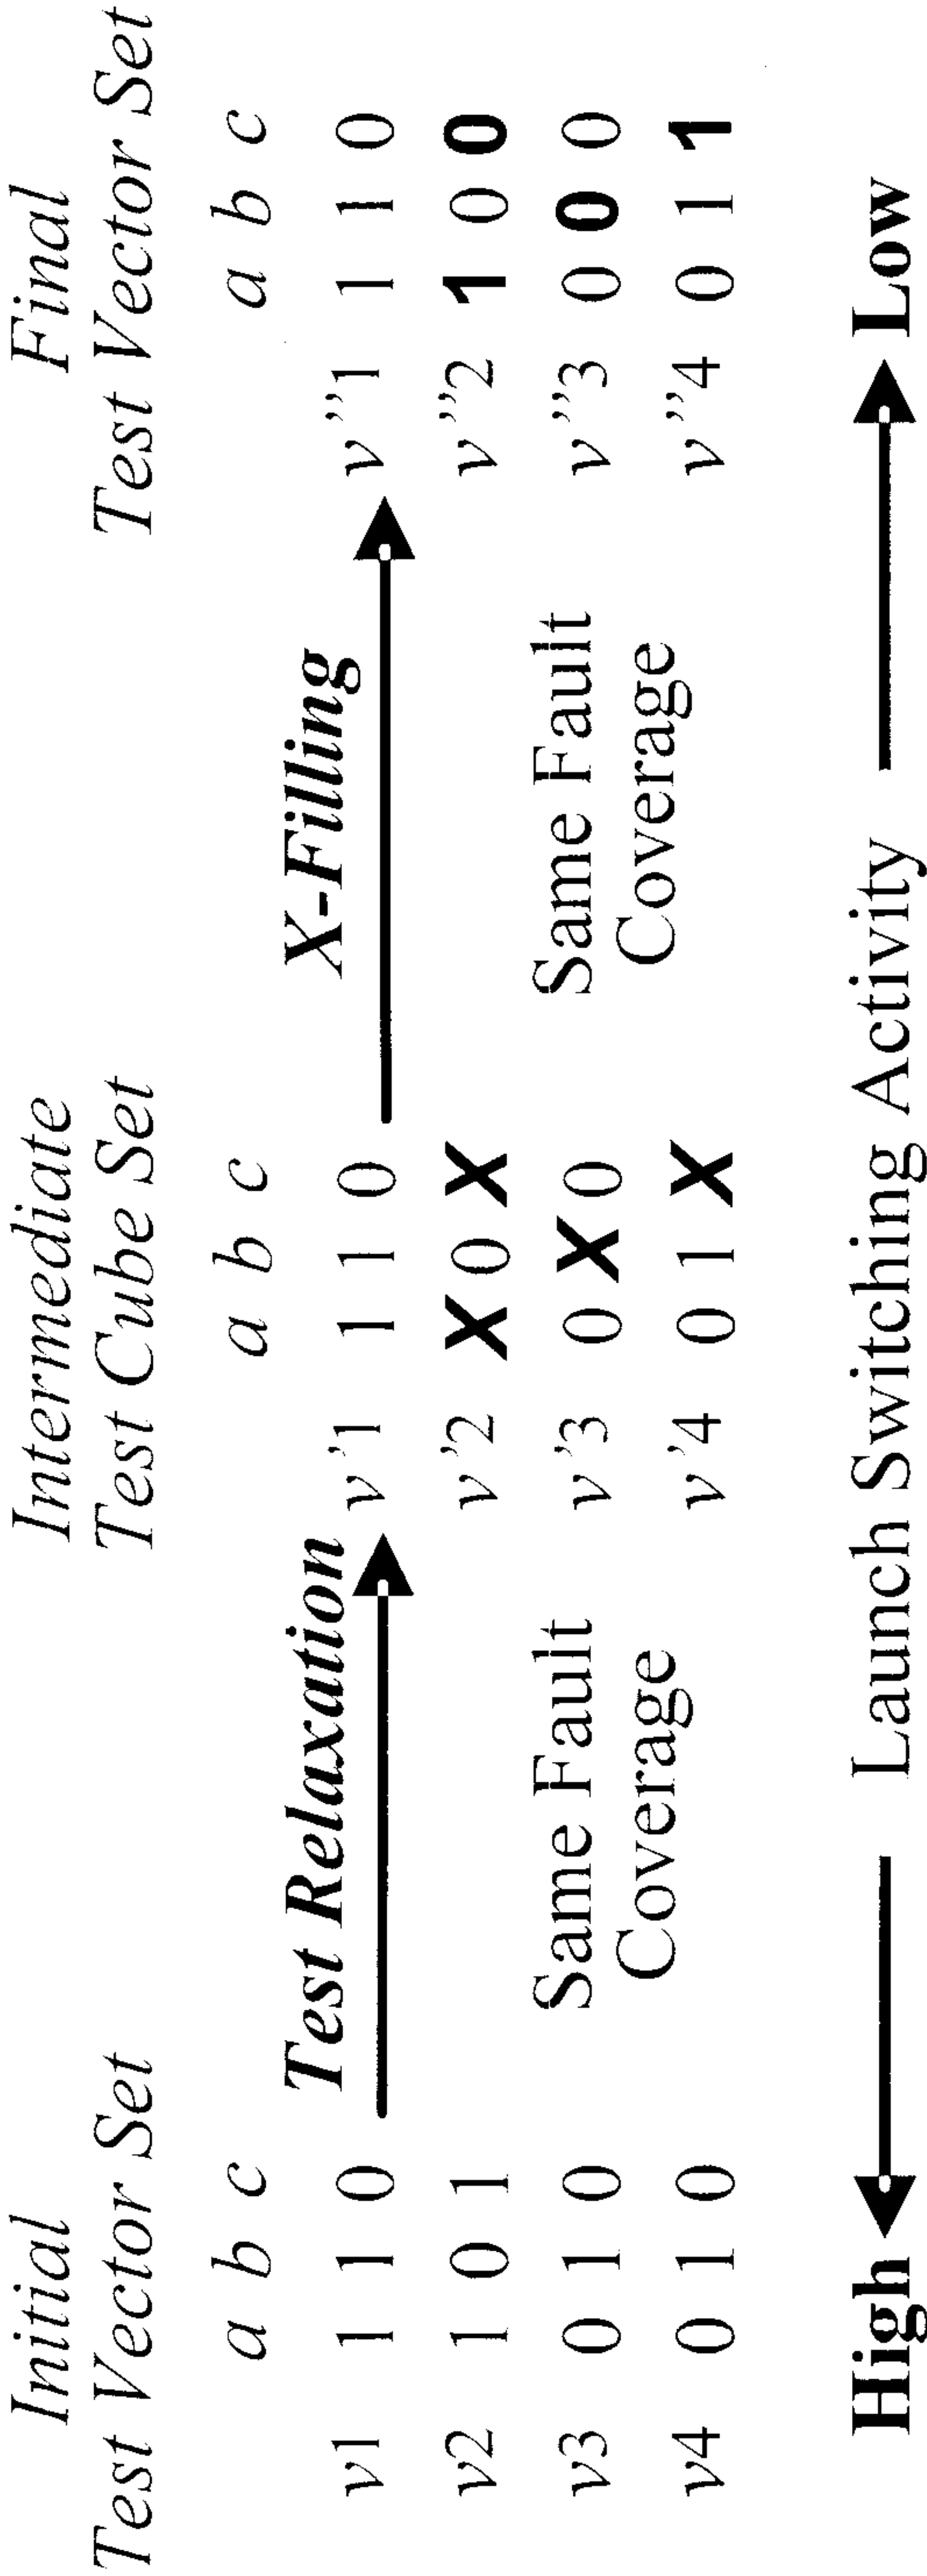 Initial
Test Vector Set
a b c
v1 1 1 0
v2 1 0 1
v3 0 1 0
v4 0 1 0
Test Relaxation
Same Fault
Coverage
Intermediate
Test Cube Set
a b c
v'1 1 1 0
v'2 X 0 X
v'3 0 X 0
v'4 0 1 X
X-Filling
Same Fault
Coverage
Final
Test Vector Set
a b c
v''1 1 1 0
v''2 1 0 0
v''3 0 0 0
v''4 0 1 1
High Launch Switching Activity Low